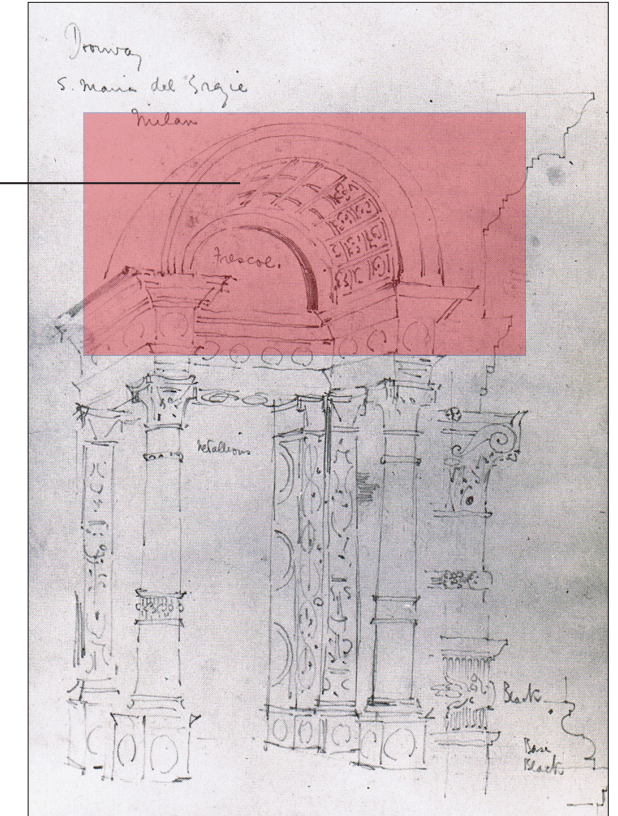 Doorway
S. Maria del Grazie
Milan
Frescoe.
Medallions
Black
Base
Black